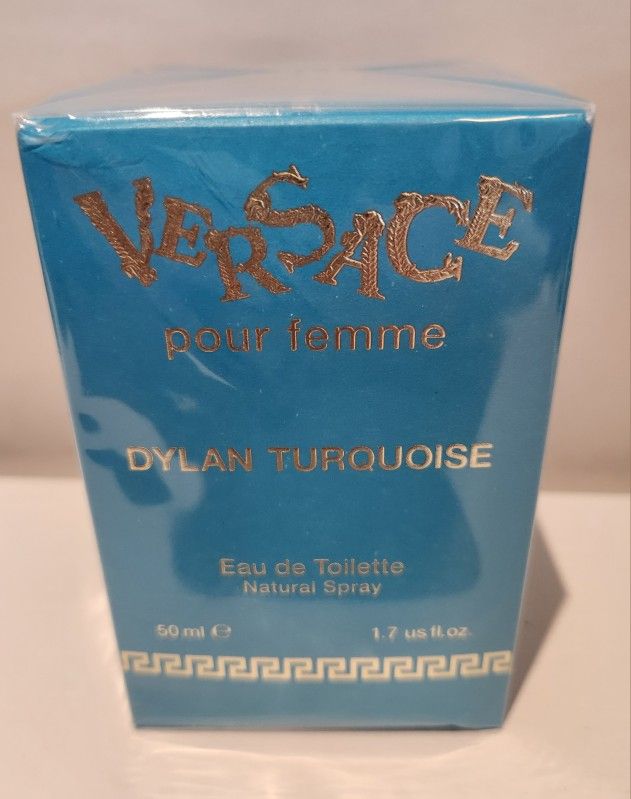 VERSACE
pour femme
DYLAN TURQUOISE
Eau de Toilette
Natural Spray
50 ml ℮ 1.7 us fl.oz.